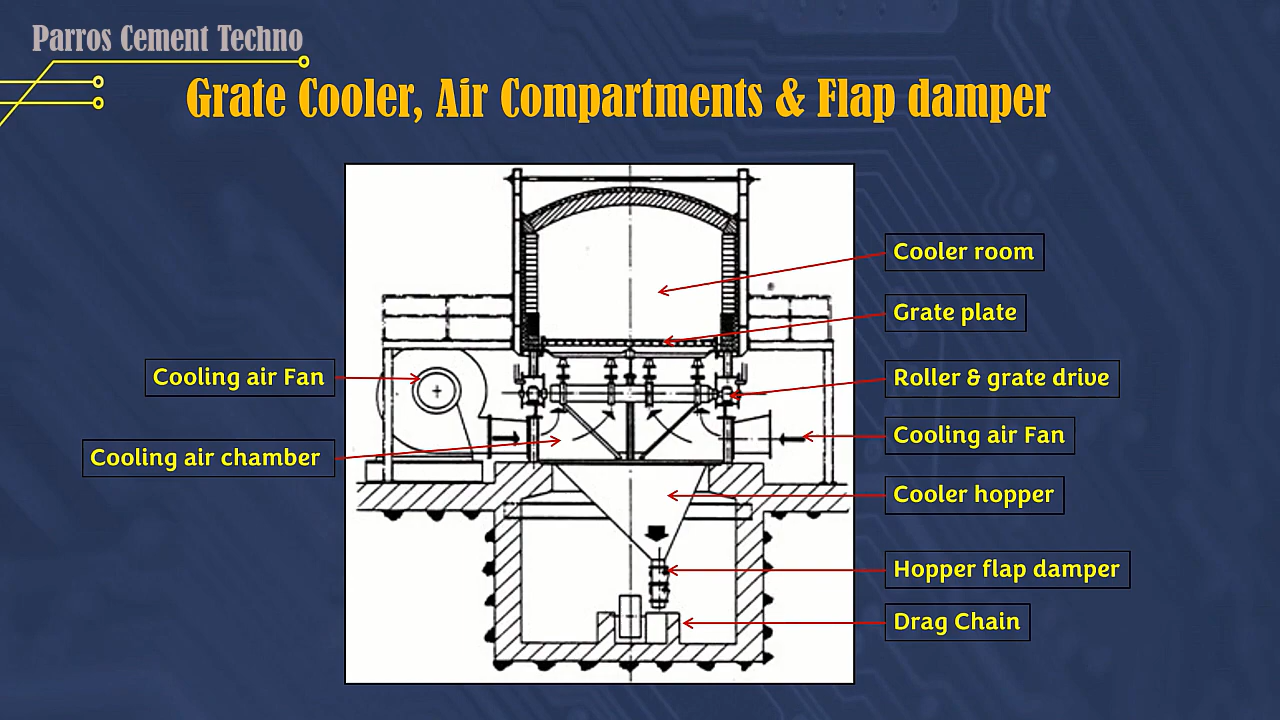 Parros Cement Techno
Grate Cooler, Air Compartments & Flap damper
Cooler room
Grate plate
Cooling air Fan
Roller & grate drive
Cooling air Fan
Cooling air chamber
Cooler hopper
Hopper flap damper
Drag Chain